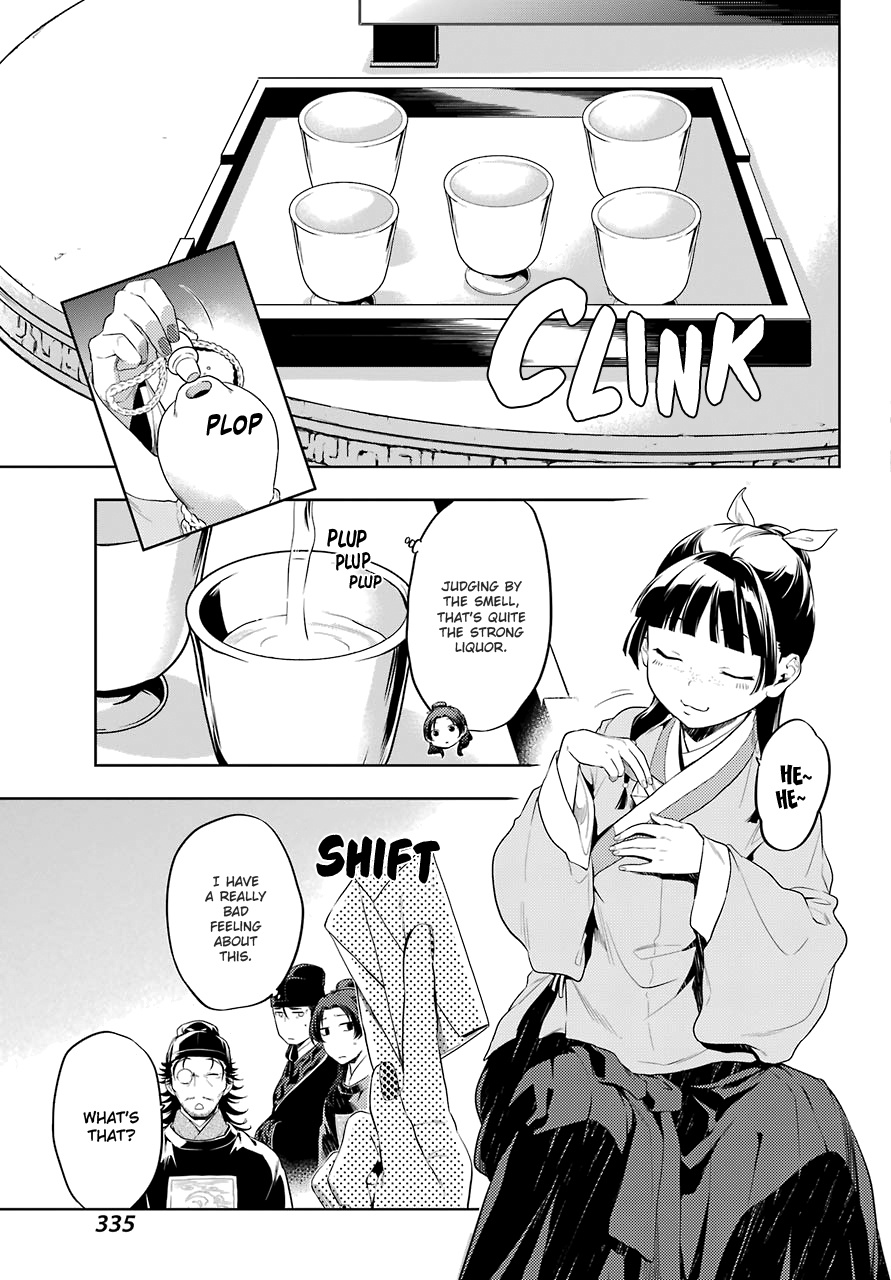 CLINK
PLOP
JUDGING BY
THE SMELL,
THAT'S QUITE
THE STRONG
LIQUOR.
PLUP
PLUP
PLUP
HE~
HE~
SHIFT
I HAVE
A REALLY
BAD
FEELING
ABOUT
THIS.
WHAT'S
THAT?
335